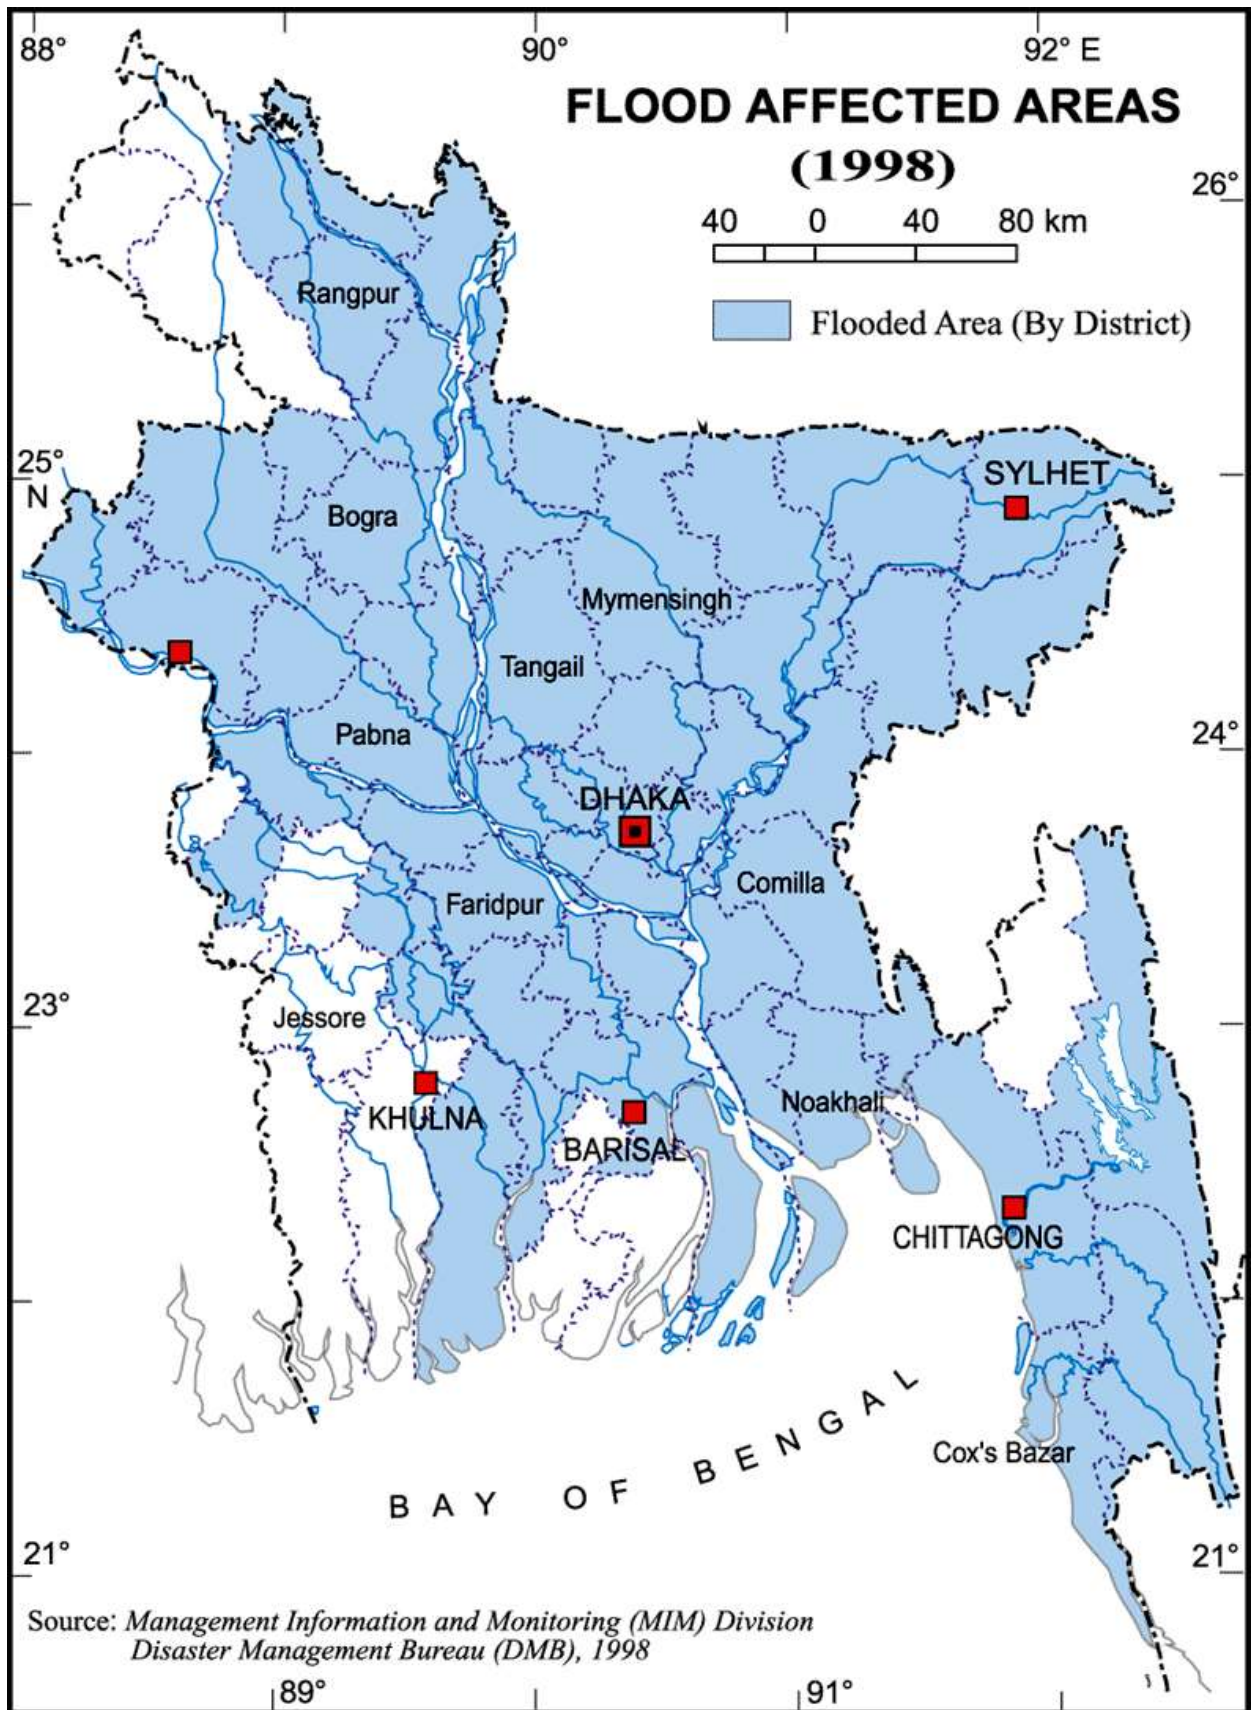 88°
90°
92° E
FLOOD AFFECTED AREAS
(1998)
26°
40 0 40 80 km
Rangpur
Flooded Area (By District)
25°
N
SYLHET
Bogra
Mymensingh
Tangail
Pabna
24°
DHAKA
Comilla
Faridpur
23°
Jessore
Noakhali
KHULNA
BARISAL
CHITTAGONG
Cox's Bazar
BAY OF BENGAL
21°
21°
Source: Management Information and Monitoring (MIM) Division
Disaster Management Bureau (DMB), 1998
89°
91°